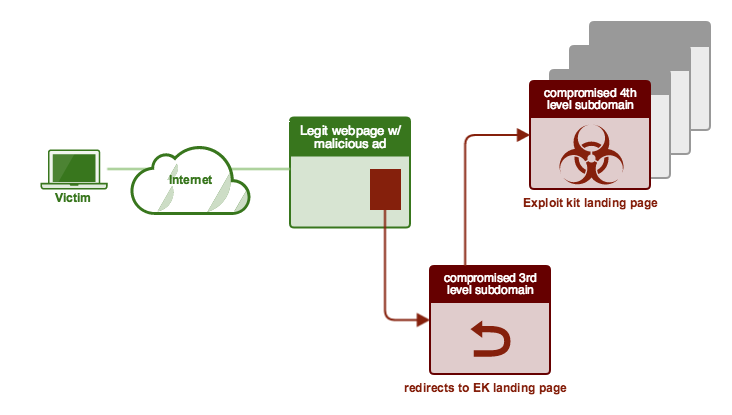 Victim
Internet
Legit webpage w/
malicious ad
compromised 3rd
level subdomain
redirects to EK landing page
compromised 4th
level subdomain
Exploit kit landing page